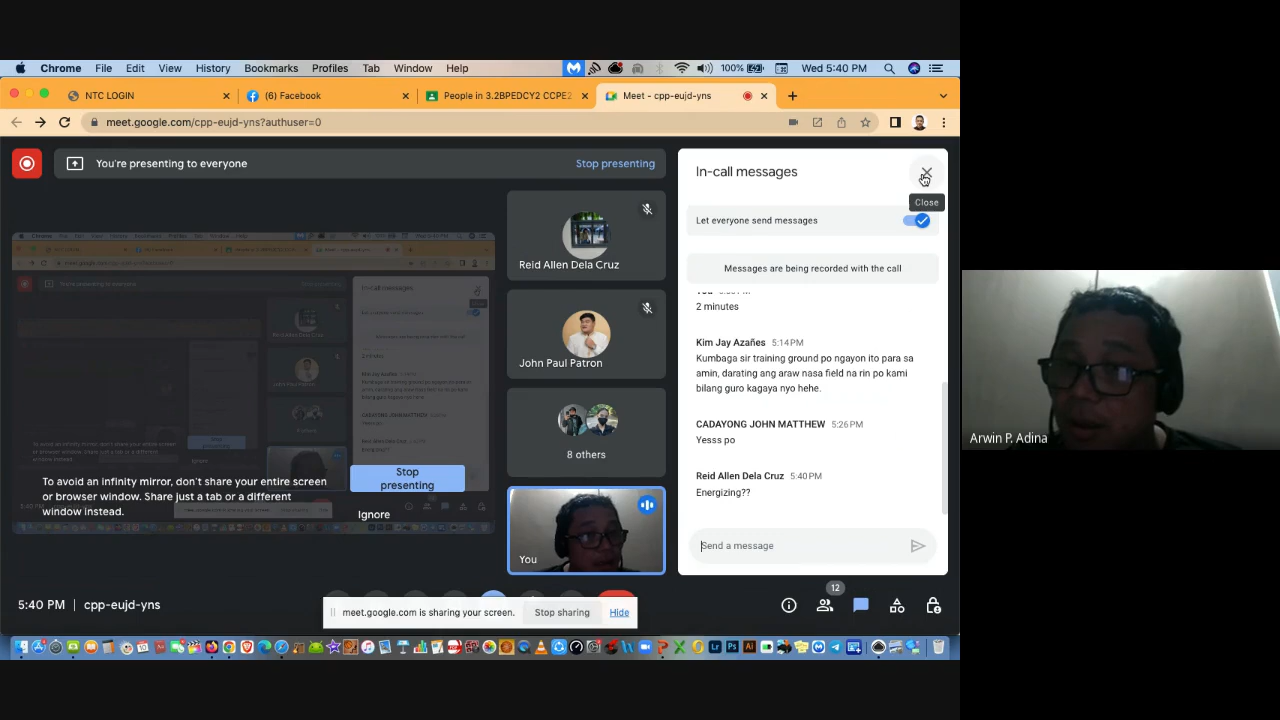 Chrome File Edit View History Bookmarks Profiles Tab Window Help 100% Wed 5:40 PM
NTC LOGIN (6) Facebook People in 3.2BPEDCY2 CCPE2 Meet - cpp-eujd-yns
meet.google.com/cpp-eujd-yns?authuser=0
You're presenting to everyone Stop presenting
In-call messages
Close
Let everyone send messages
Messages are being recorded with the call
2 minutes
Kim Jay Azañes 5:14 PM
Kumbaga sir training ground po ngayon ito para sa
amin, darating ang araw nasa field na rin po kami
bilang guro kagaya nyo hehe.
CADAYONG JOHN MATTHEW 5:26 PM
Yesss po
Reid Allen Dela Cruz 5:40 PM
Energizing??
Send a message
Reid Allen Dela Cruz
John Paul Patron
8 others
You
To avoid an infinity mirror, don't share your entire screen
or browser window. Share just a tab or a different
window instead.
Stop
presenting
Ignore
Arwin P. Adina
5:40 PM | cpp-eujd-yns
meet.google.com is sharing your screen. Stop sharing Hide
12